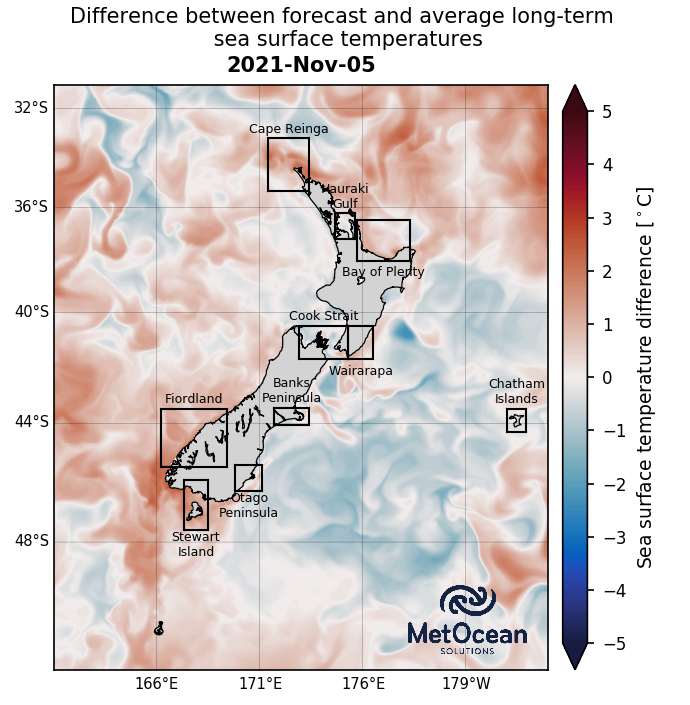 Difference between forecast and average long-term
sea surface temperatures
2021-Nov-05
32°S
36°S
40°S
44°S
48°S
166°E
171°E
176°E
179°W
Cape Reinga
Hauraki
Gulf
Bay of Plenty
Cook Strait
Wairarapa
Banks
Peninsula
Fiordland
Chatham
Islands
Otago
Peninsula
Stewart
Island
MetOcean
SOLUTIONS
5
4
3
2
1
0
−1
−2
−3
−4
−5
Sea surface temperature difference [°C]